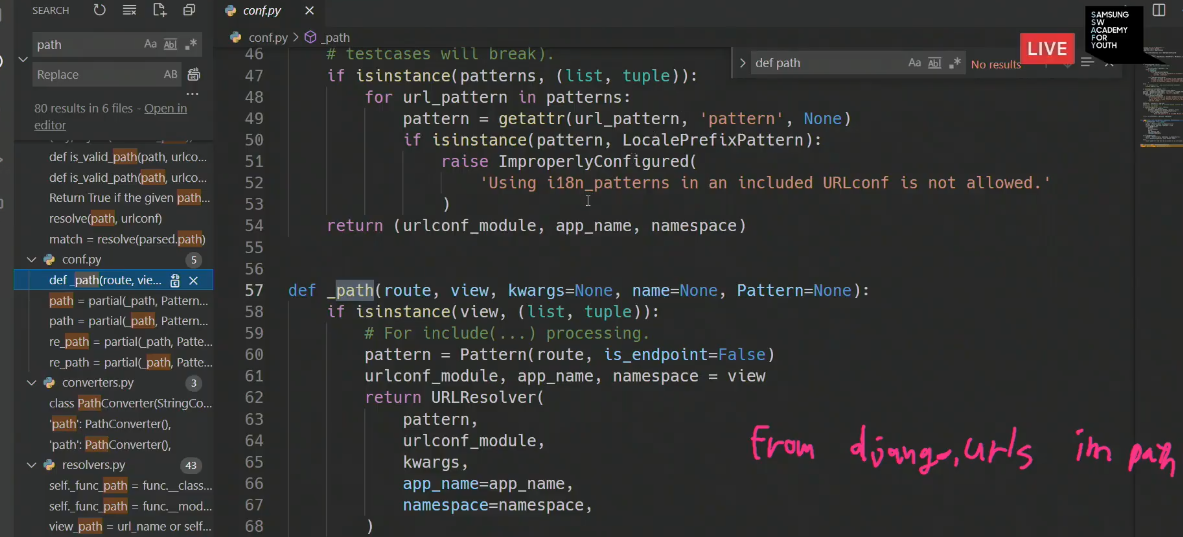 SEARCH
path
Aa Abl .*
Replace
AB
80 results in 6 files - Open in
editor
def is_valid_path(path, urlco...
def is_valid_path(path, urlco...
Return True if the given path...
resolve(path, urlconf)
match = resolve(parsed.path)
conf.py 5
def _path(route, vie...
path = partial(_path, Pattern...
path = partial(_path, Pattern...
re_path = partial(_path, Patte...
re_path = partial(_path, Patte...
converters.py 3
class PathConverter(StringCo...
'path': PathConverter(),
'path': PathConverter(),
resolvers.py 43
self._func_path = func.__class...
self._func_path = func.__mod...
view_path = url_name or self...
conf.py
conf.py > _path
def path
Aa Abl .*
No results
LIVE
SAMSUNG
SW
ACADEMY
FOR
YOUTH
46 # testcases will break).
47 if isinstance(patterns, (list, tuple)):
48 for url_pattern in patterns:
49 pattern = getattr(url_pattern, 'pattern', None)
50 if isinstance(pattern, LocalePrefixPattern):
51 raise ImproperlyConfigured(
52 'Using i18n_patterns in an included URLconf is not allowed.'
53 )
54 return (urlconf_module, app_name, namespace)
55
56
57 def _path(route, view, kwargs=None, name=None, Pattern=None):
58 if isinstance(view, (list, tuple)):
59 # For include(...) processing.
60 pattern = Pattern(route, is_endpoint=False)
61 urlconf_module, app_name, namespace = view
62 return URLResolver(
63 pattern,
64 urlconf_module,
65 kwargs,
66 app_name=app_name,
67 namespace=namespace,
68 )
From django.urls im path